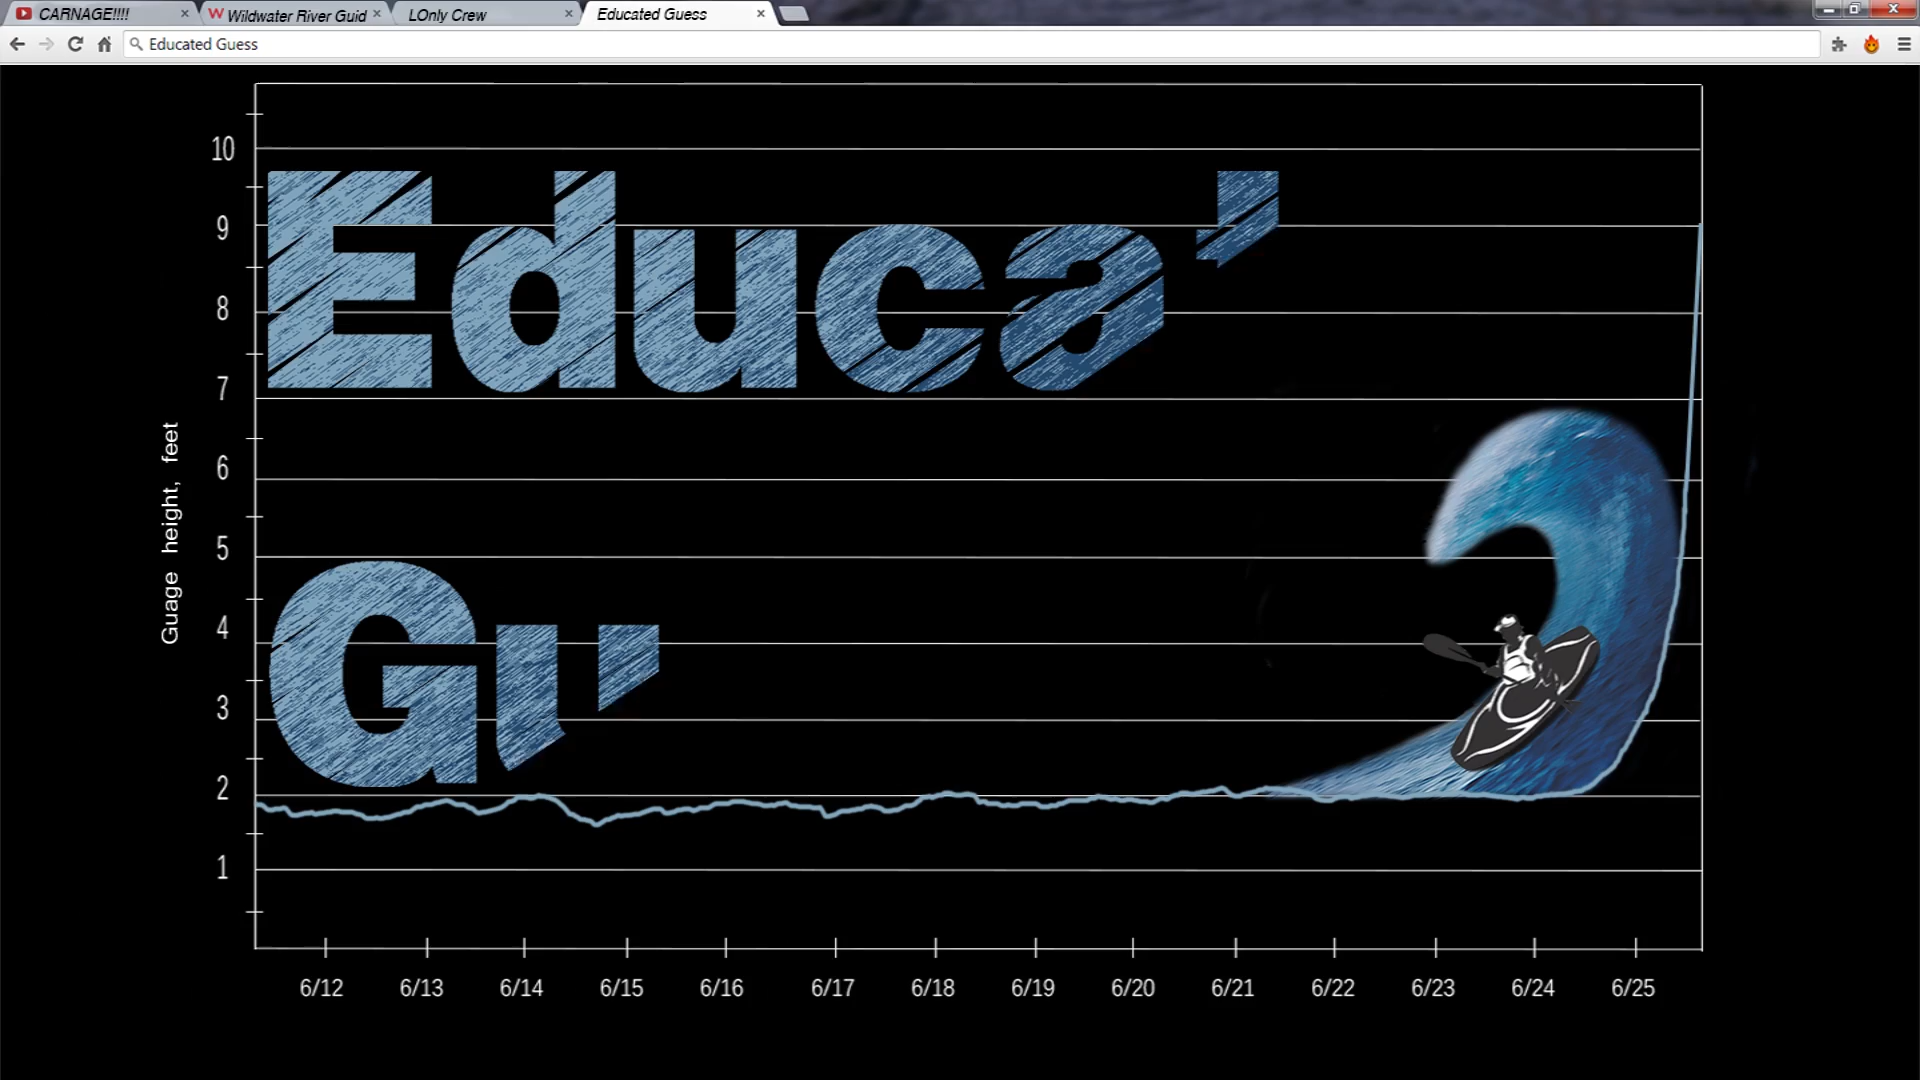 CARNAGE!!!!
Wildwater River Guid
LOnly Crew
Educated Guess
Educated Guess
10
9
8
7
6
5
4
3
2
1
Guage height, feet
Educa
Gu
6/12 6/13 6/14 6/15 6/16 6/17 6/18 6/19 6/20 6/21 6/22 6/23 6/24 6/25